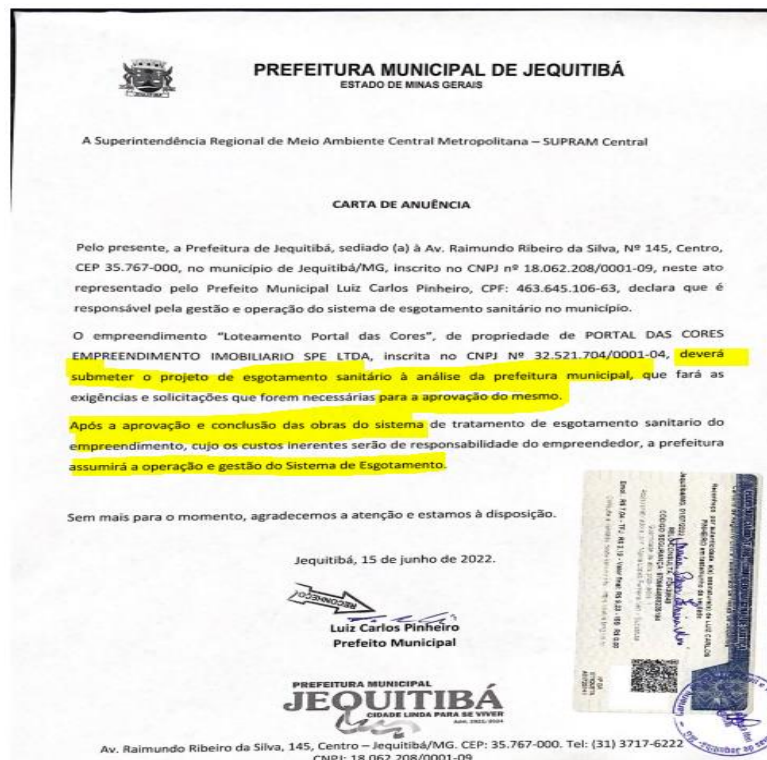 PREFEITURA MUNICIPAL DE JEQUITIBÁ
ESTADO DE MINAS GERAIS
A Superintendência Regional de Meio Ambiente Central Metropolitana – SUPRAM Central
CARTA DE ANUÊNCIA
Pelo presente, a Prefeitura de Jequitibá, sediado (a) à Av. Raimundo Ribeiro da Silva, Nº 145, Centro,
CEP 35.767-000, no município de Jequitibá/MG, inscrito no CNPJ nº 18.062.208/0001-09, neste ato
representado pelo Prefeito Municipal Luiz Carlos Pinheiro, CPF: 463.645.106-63, declara que é
responsável pela gestão e operação do sistema de esgotamento sanitário no município.
O empreendimento “Loteamento Portal das Cores”, de propriedade de PORTAL DAS CORES
EMPREENDIMENTO IMOBILIARIO SPE LTDA, inscrita no CNPJ Nº 32.521.704/0001-04, deverá
submeter o projeto de esgotamento sanitário à análise da prefeitura municipal, que fará as
exigências e solicitações que forem necessárias para a aprovação do mesmo.
Após a aprovação e conclusão das obras do sistema de tratamento de esgotamento sanitario do
empreendimento, cujo os custos inerentes serão de responsabilidade do empreendedor, a prefeitura
assumirá a operação e gestão do Sistema de Esgotamento.
Sem mais para o momento, agradecemos a atenção e estamos à disposição.
Jequitibá, 15 de junho de 2022.
RECONHEÇO!
Luiz Carlos Pinheiro
Prefeito Municipal
PREFEITURA MUNICIPAL
JEQUITIBÁ
CIDADE LINDA PARA SE VIVER
Adm. 2021/2024
Av. Raimundo Ribeiro da Silva, 145, Centro – Jequitibá/MG. CEP: 35.767-000. Tel: (31) 3717-6222
CNPJ: 18.062.208/0001-09